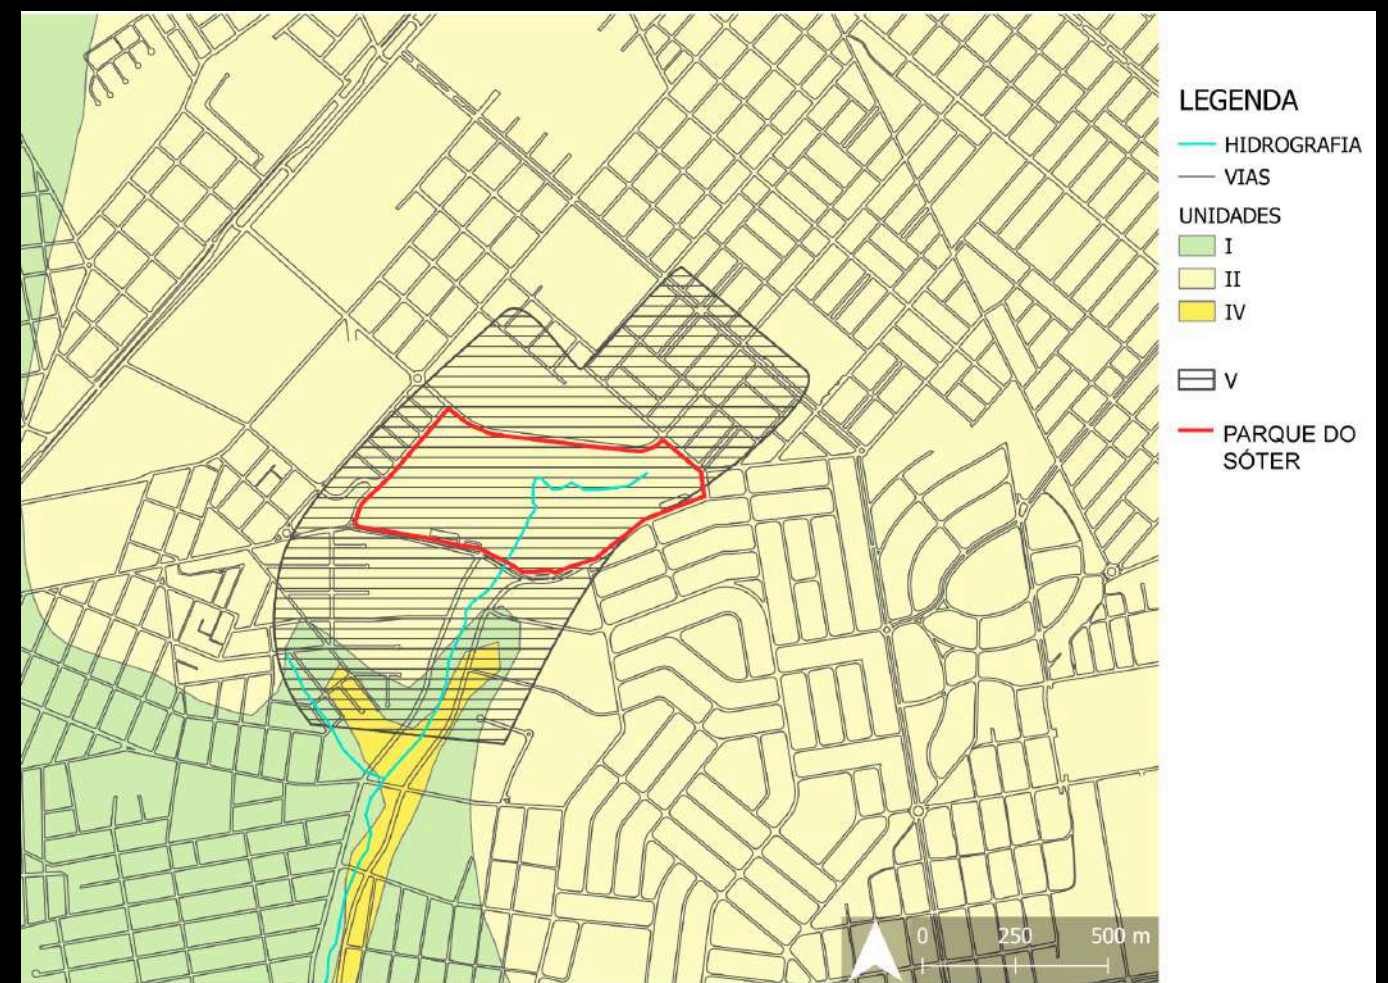 LEGENDA
HIDROGRAFIA
VIAS
UNIDADES
I
II
IV
V
PARQUE DO
SÓTER
0 250 500 m